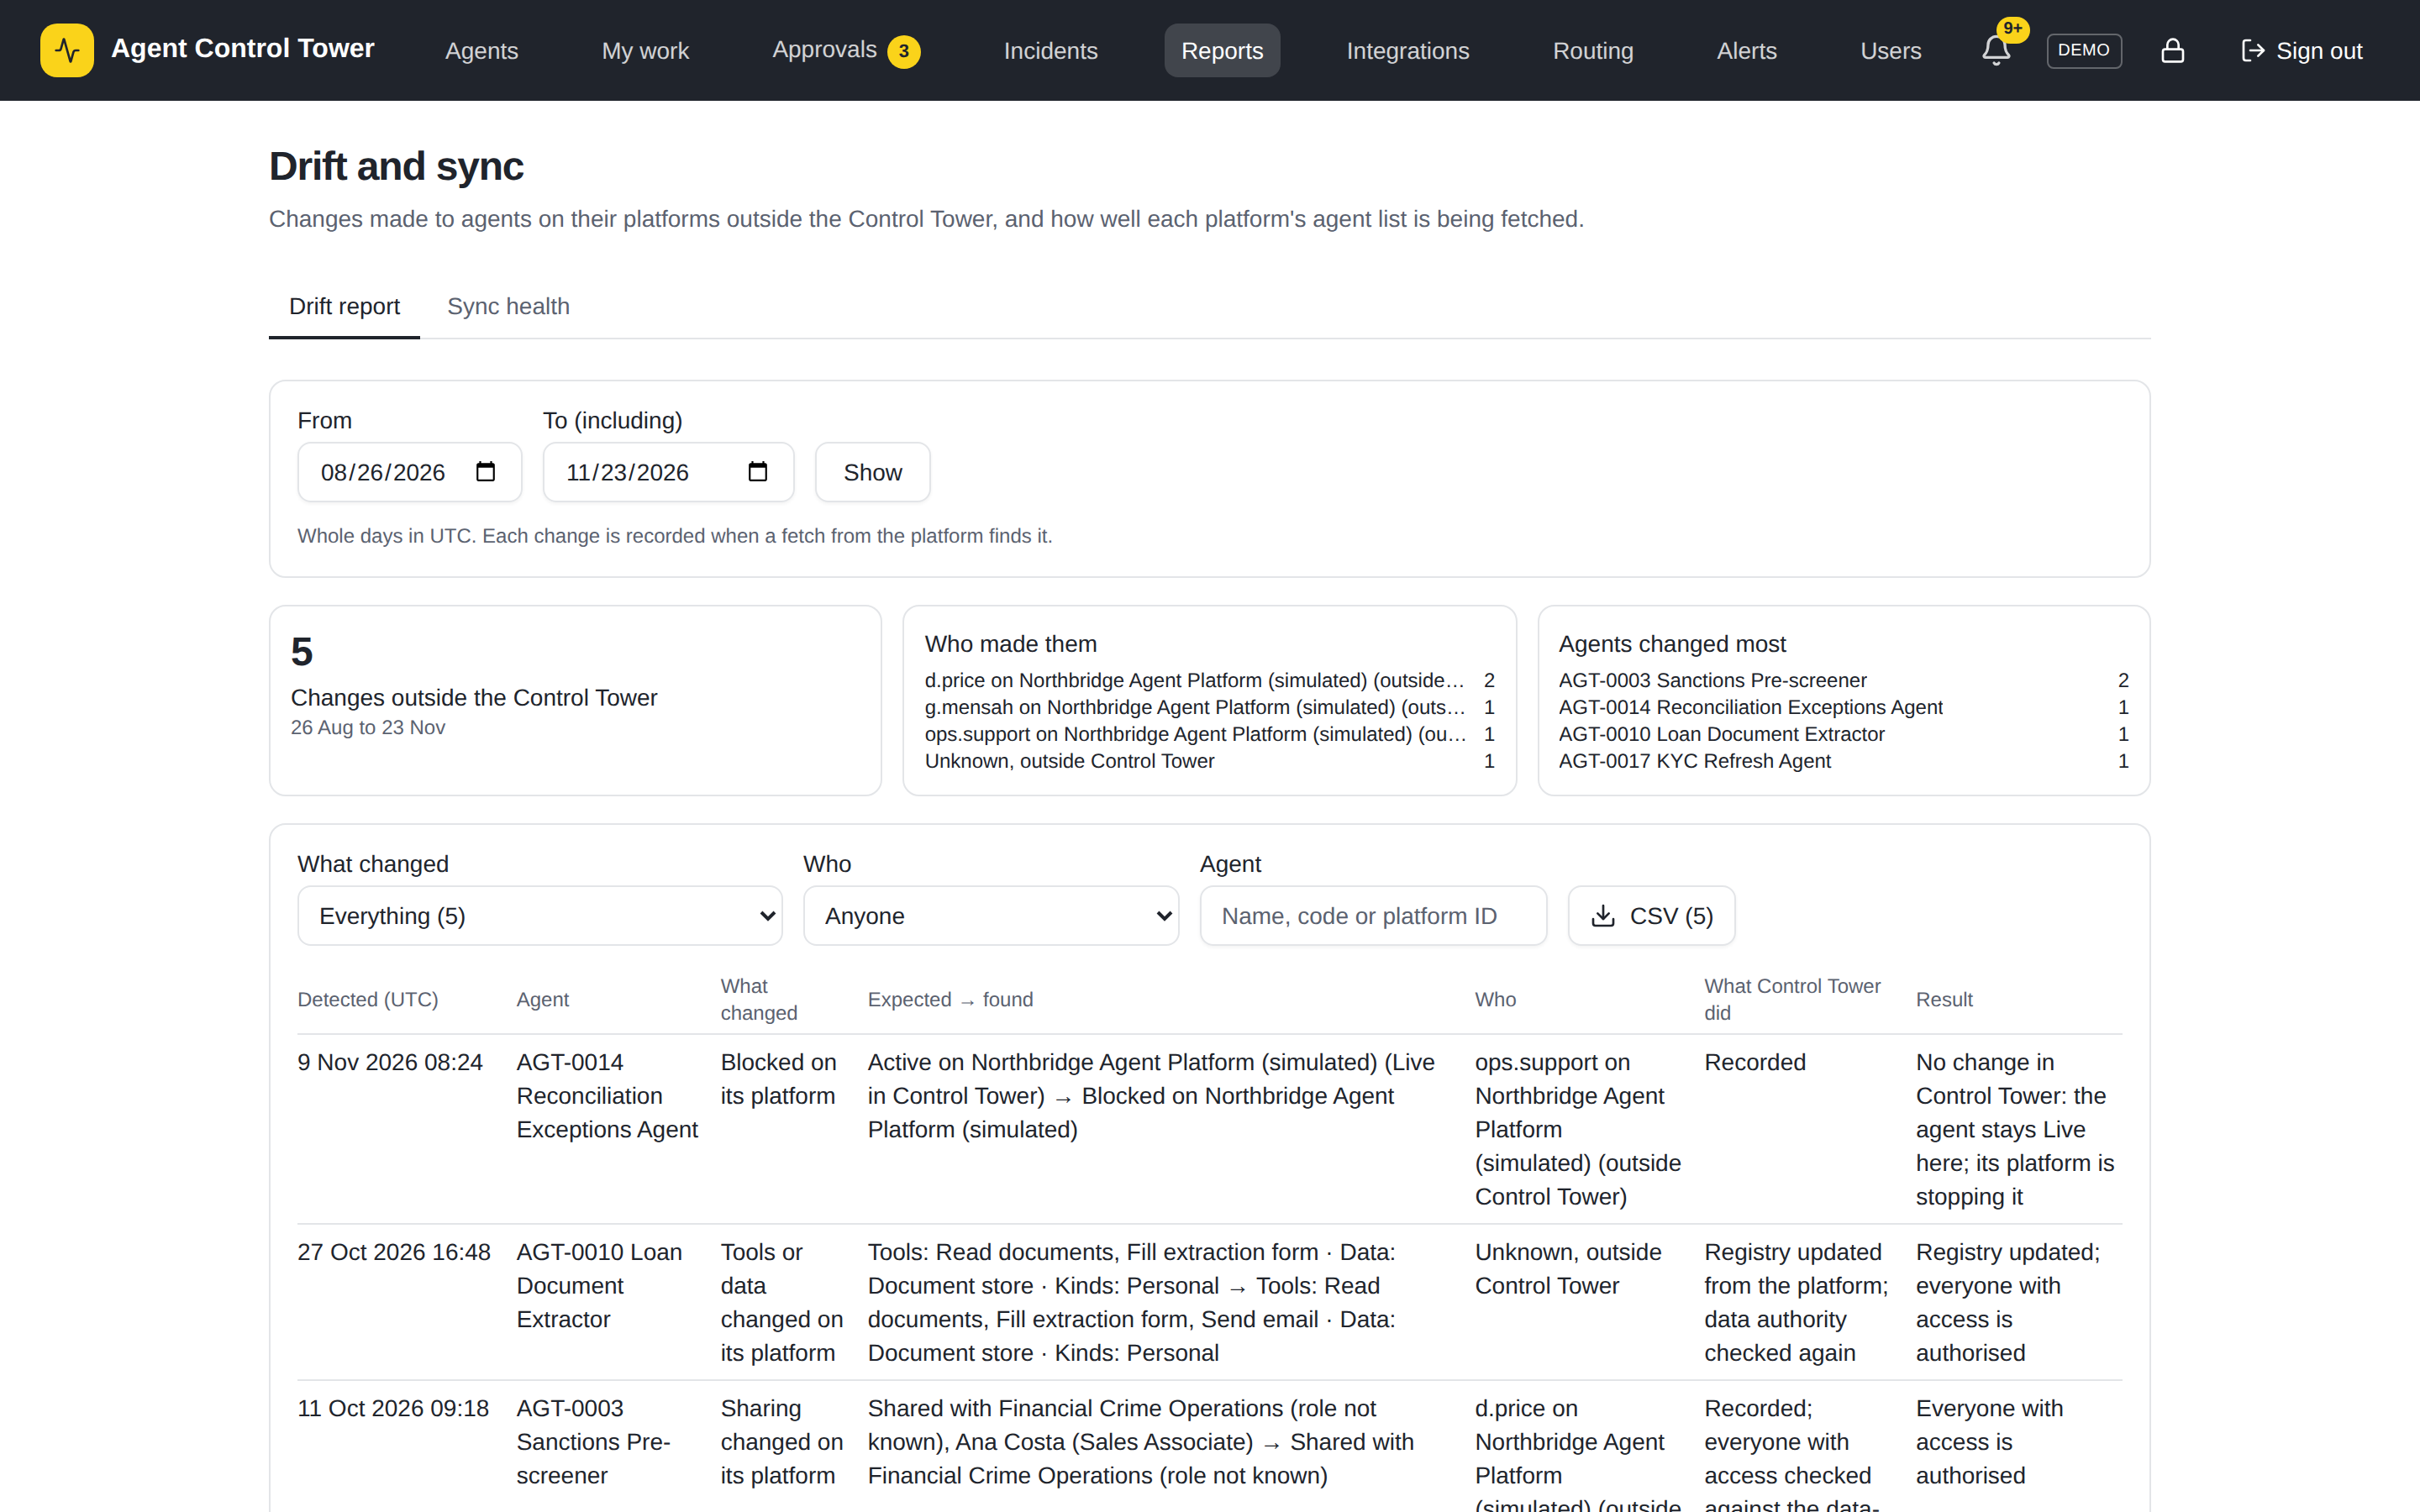 Agent Control Tower
Agents
My work
Approvals 3
Incidents
Reports
Integrations
Routing
Alerts
Users
9+
DEMO
Sign out
Drift and sync
Changes made to agents on their platforms outside the Control Tower, and how well each platform's agent list is being fetched.
Drift report
Sync health
From
To (including)
08/26/2026
11/23/2026
Show
Whole days in UTC. Each change is recorded when a fetch from the platform finds it.
5
Changes outside the Control Tower
26 Aug to 23 Nov
Who made them
d.price on Northbridge Agent Platform (simulated) (outside… 2
g.mensah on Northbridge Agent Platform (simulated) (outs… 1
ops.support on Northbridge Agent Platform (simulated) (ou… 1
Unknown, outside Control Tower 1
Agents changed most
AGT-0003 Sanctions Pre-screener 2
AGT-0014 Reconciliation Exceptions Agent 1
AGT-0010 Loan Document Extractor 1
AGT-0017 KYC Refresh Agent 1
What changed
Who
Agent
Everything (5)
Anyone
Name, code or platform ID
CSV (5)
Detected (UTC)
Agent
What
changed
Expected → found
Who
What Control Tower
did
Result
9 Nov 2026 08:24
AGT-0014
Reconciliation
Exceptions Agent
Blocked on
its platform
Active on Northbridge Agent Platform (simulated) (Live
in Control Tower) → Blocked on Northbridge Agent
Platform (simulated)
ops.support on
Northbridge Agent
Platform
(simulated) (outside
Control Tower)
Recorded
No change in
Control Tower: the
agent stays Live
here; its platform is
stopping it
27 Oct 2026 16:48
AGT-0010 Loan
Document
Extractor
Tools or
data
changed on
its platform
Tools: Read documents, Fill extraction form · Data:
Document store · Kinds: Personal → Tools: Read
documents, Fill extraction form, Send email · Data:
Document store · Kinds: Personal
Unknown, outside
Control Tower
Registry updated
from the platform;
data authority
checked again
Registry updated;
everyone with
access is
authorised
11 Oct 2026 09:18
AGT-0003
Sanctions Pre-
screener
Sharing
changed on
its platform
Shared with Financial Crime Operations (role not
known), Ana Costa (Sales Associate) → Shared with
Financial Crime Operations (role not known)
d.price on
Northbridge Agent
Platform
(simulated) (outside
Recorded;
everyone with
access checked
against the data-
Everyone with
access is
authorised